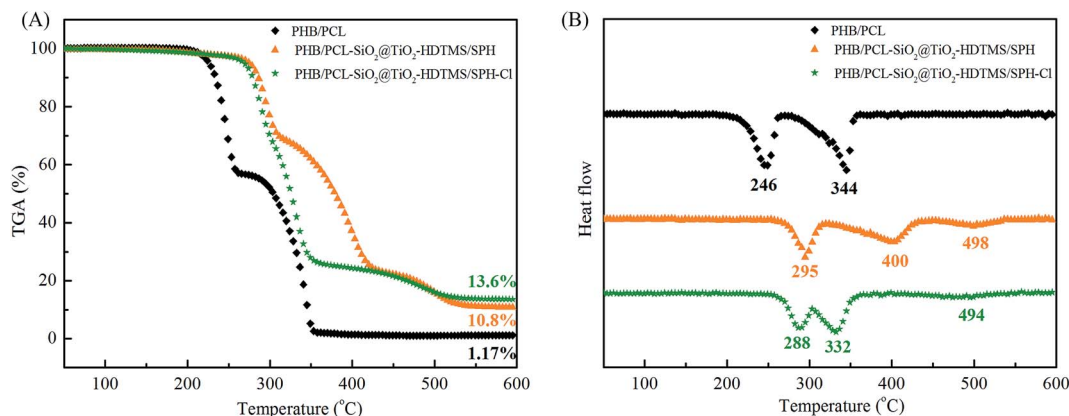 (A)
PHB/PCL
PHB/PCL-SiO₂@TiO₂-HDTMS/SPH
PHB/PCL-SiO₂@TiO₂-HDTMS/SPH-Cl
100
80
60
40
20
0
TGA (%)
13.6%
10.8%
1.17%
100 200 300 400 500 600
Temperature (°C)
(B)
PHB/PCL
PHB/PCL-SiO₂@TiO₂-HDTMS/SPH
PHB/PCL-SiO₂@TiO₂-HDTMS/SPH-Cl
Heat flow
246 344
295 400 498
288 332 494
100 200 300 400 500 600
Temperature (°C)